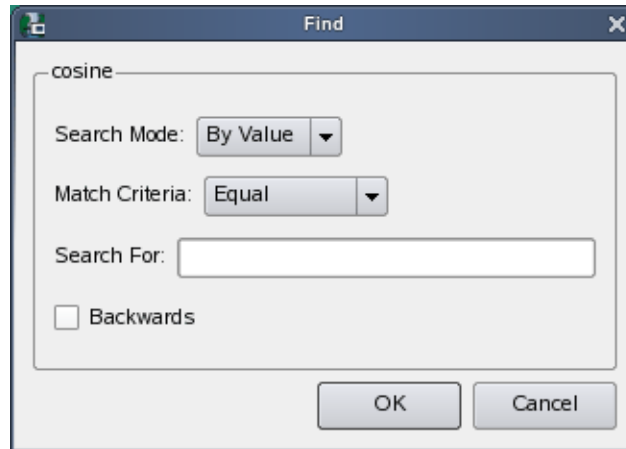 Find
cosine
Search Mode: By Value
Match Criteria: Equal
Search For:
Backwards
OK Cancel